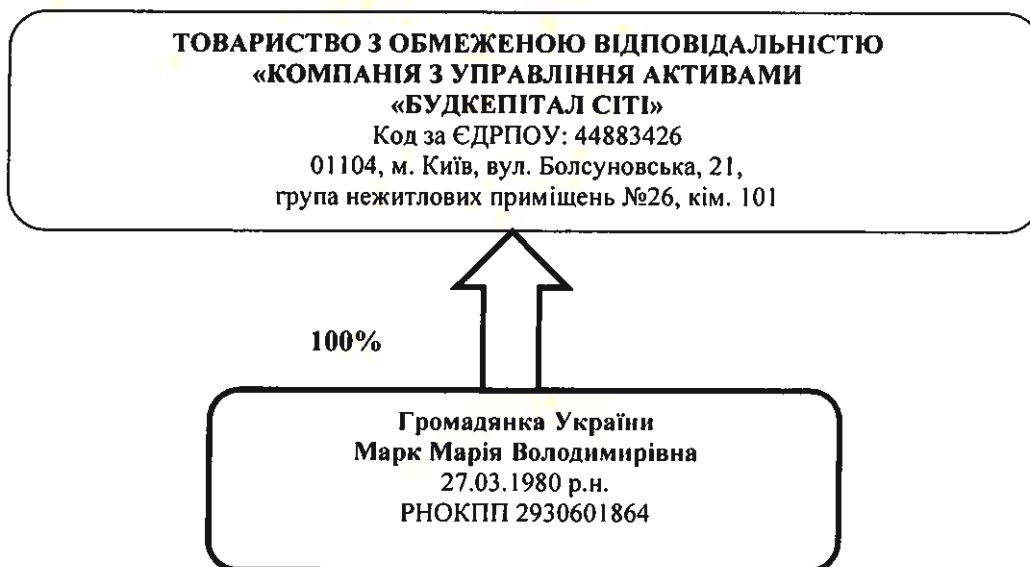 ТОВАРИСТВО З ОБМЕЖЕНОЮ ВІДПОВІДАЛЬНІСТЮ
«КОМПАНІЯ З УПРАВЛІННЯ АКТИВАМИ
«БУДКЕПІТАЛ СІТІ»
Код за ЄДРПОУ: 44883426
01104, м. Київ, вул. Болсуновська, 21,
група нежитлових приміщень №26, кім. 101
100%
Громадянка України
Марк Марія Володимирівна
27.03.1980 р.н.
РНОКПП 2930601864